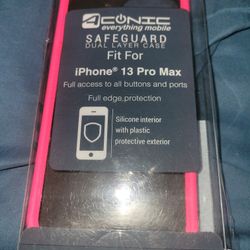 ACONIC
everything mobile
SAFEGUARD
DUAL LAYER CASE
Fit For
iPhone® 13 Pro Max
Full access to all buttons and ports
Full edge protection
Silicone interior
with plastic
protective exterior